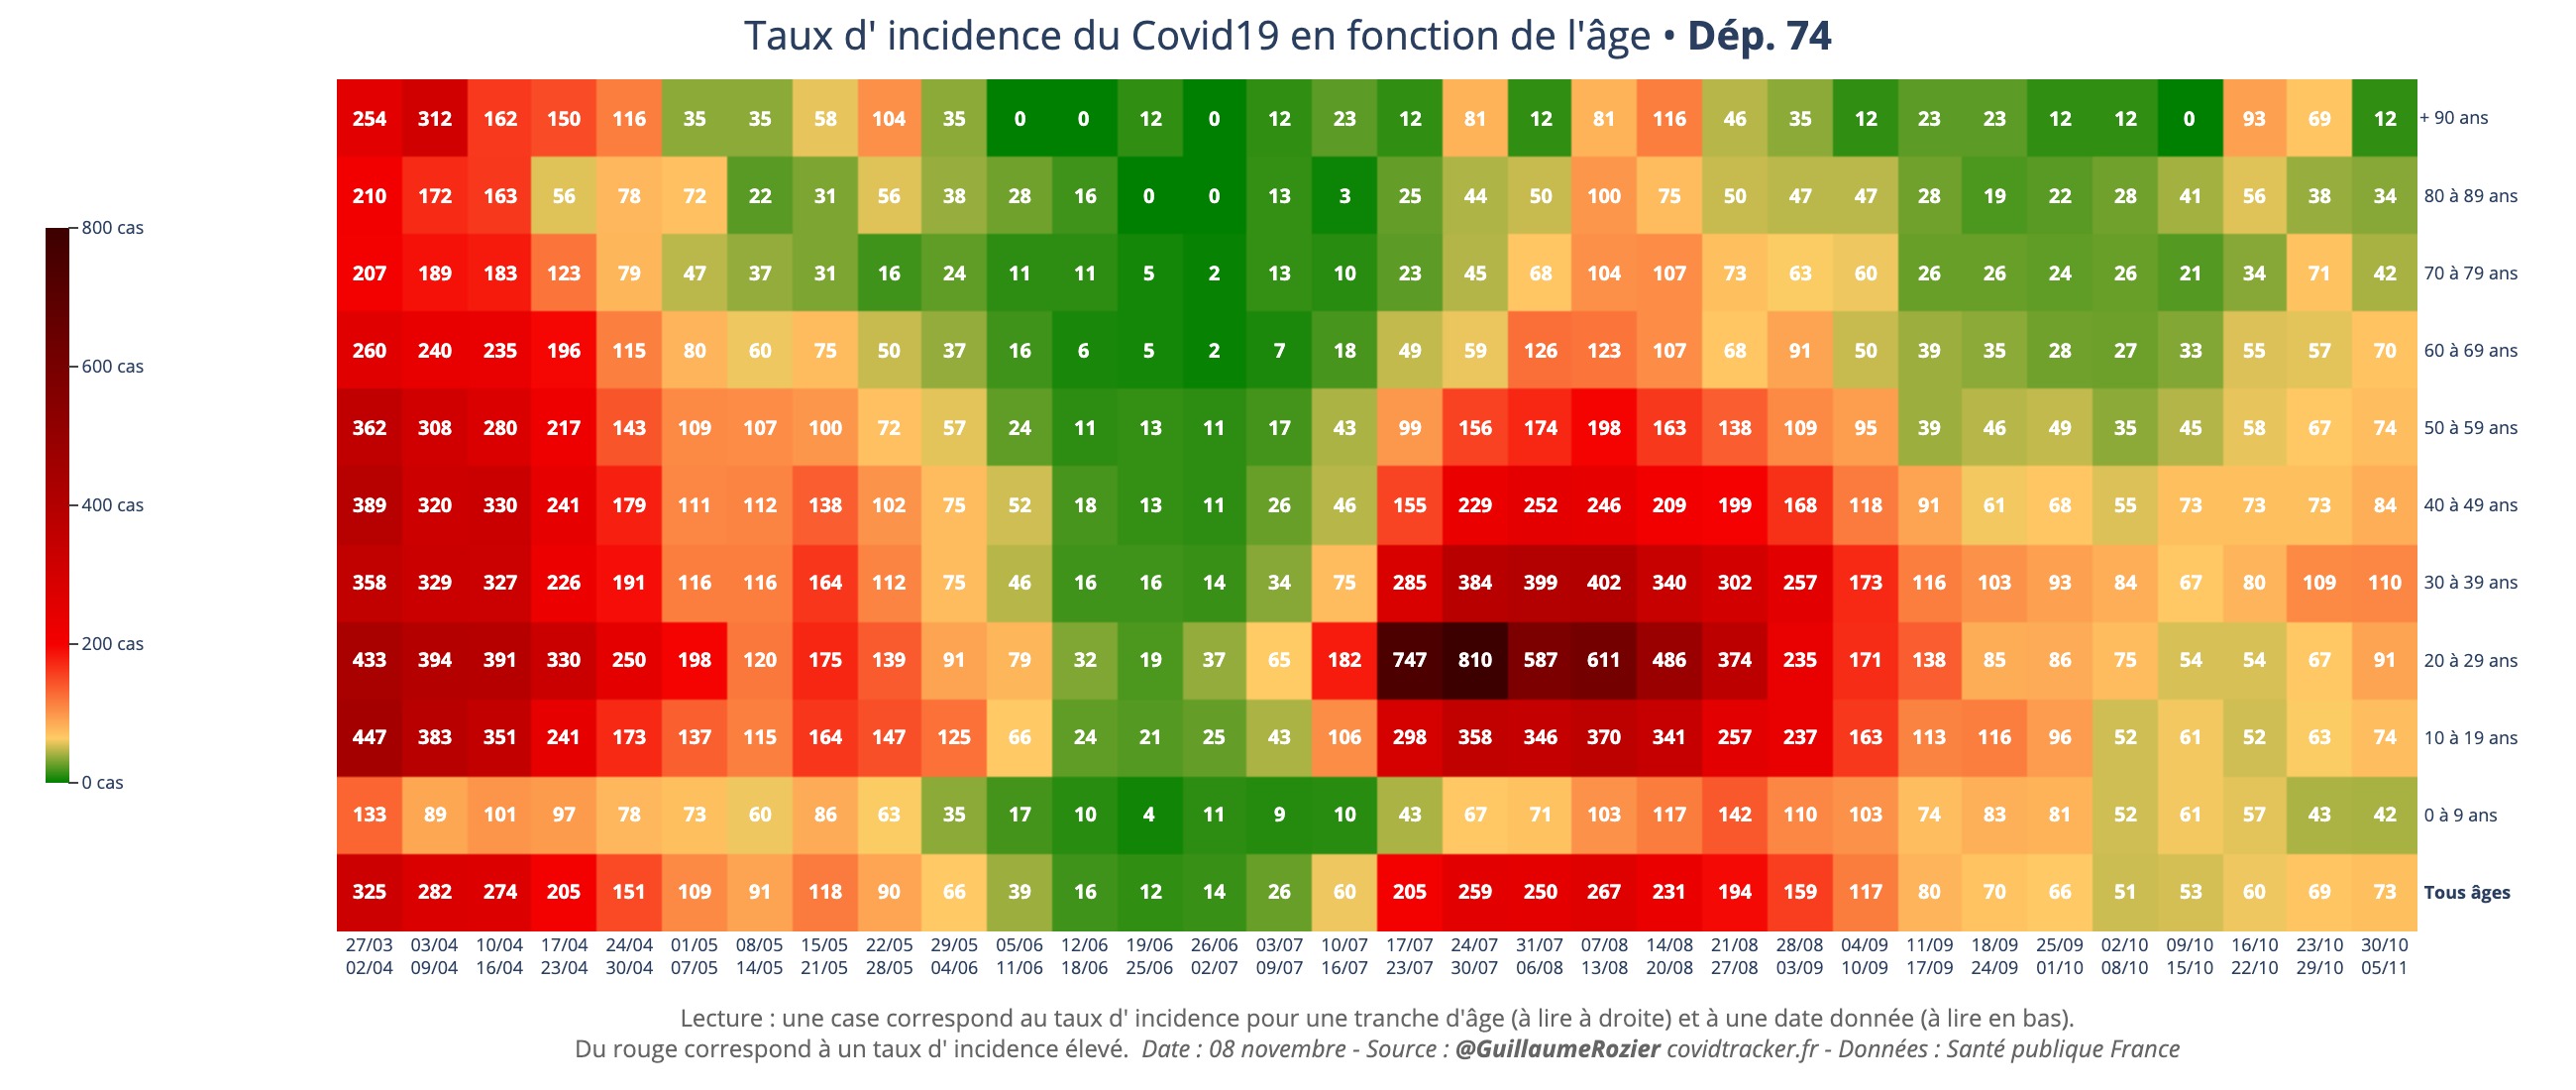 Taux d' incidence du Covid19 en fonction de l'âge • Dép. 74
800 cas
600 cas
400 cas
200 cas
0 cas
254 312 162 150 116 35 35 58 104 35 0 0 12 0 12 23 12 81 12 81 116 46 35 12 23 23 12 12 0 93 69 12 + 90 ans
210 172 163 56 78 72 22 31 56 38 28 16 0 0 13 3 25 44 50 100 75 50 47 47 28 19 22 28 41 56 38 34 80 à 89 ans
207 189 183 123 79 47 37 31 16 24 11 11 5 2 13 10 23 45 68 104 107 73 63 60 26 26 24 26 21 34 71 42 70 à 79 ans
260 240 235 196 115 80 60 75 50 37 16 6 5 2 7 18 49 59 126 123 107 68 91 50 39 35 28 27 33 55 57 70 60 à 69 ans
362 308 280 217 143 109 107 100 72 57 24 11 13 11 17 43 99 156 174 198 163 138 109 95 39 46 49 35 45 58 67 74 50 à 59 ans
389 320 330 241 179 111 112 138 102 75 52 18 13 11 26 46 155 229 252 246 209 199 168 118 91 61 68 55 73 73 73 84 40 à 49 ans
358 329 327 226 191 116 116 164 112 75 46 16 16 14 34 75 285 384 399 402 340 302 257 173 116 103 93 84 67 80 109 110 30 à 39 ans
433 394 391 330 250 198 120 175 139 91 79 32 19 37 65 182 747 810 587 611 486 374 235 171 138 85 86 75 54 54 67 91 20 à 29 ans
447 383 351 241 173 137 115 164 147 125 66 24 21 25 43 106 298 358 346 370 341 257 237 163 113 116 96 52 61 52 63 74 10 à 19 ans
133 89 101 97 78 73 60 86 63 35 17 10 4 11 9 10 43 67 71 103 117 142 110 103 74 83 81 52 61 57 43 42 0 à 9 ans
325 282 274 205 151 109 91 118 90 66 39 16 12 14 26 60 205 259 250 267 231 194 159 117 80 70 66 51 53 60 69 73 Tous âges
27/03 03/04 10/04 17/04 24/04 01/05 08/05 15/05 22/05 29/05 05/06 12/06 19/06 26/06 03/07 10/07 17/07 24/07 31/07 07/08 14/08 21/08 28/08 04/09 11/09 18/09 25/09 02/10 09/10 16/10 23/10 30/10
02/04 09/04 16/04 23/04 30/04 07/05 14/05 21/05 28/05 04/06 11/06 18/06 25/06 02/07 09/07 16/07 23/07 30/07 06/08 13/08 20/08 27/08 03/09 10/09 17/09 24/09 01/10 08/10 15/10 22/10 29/10 05/11
Lecture : une case correspond au taux d' incidence pour une tranche d'âge (à lire à droite) et à une date donnée (à lire en bas).
Du rouge correspond à un taux d' incidence élevé. Date : 08 novembre - Source : @GuillaumeRozier covidtracker.fr - Données : Santé publique France